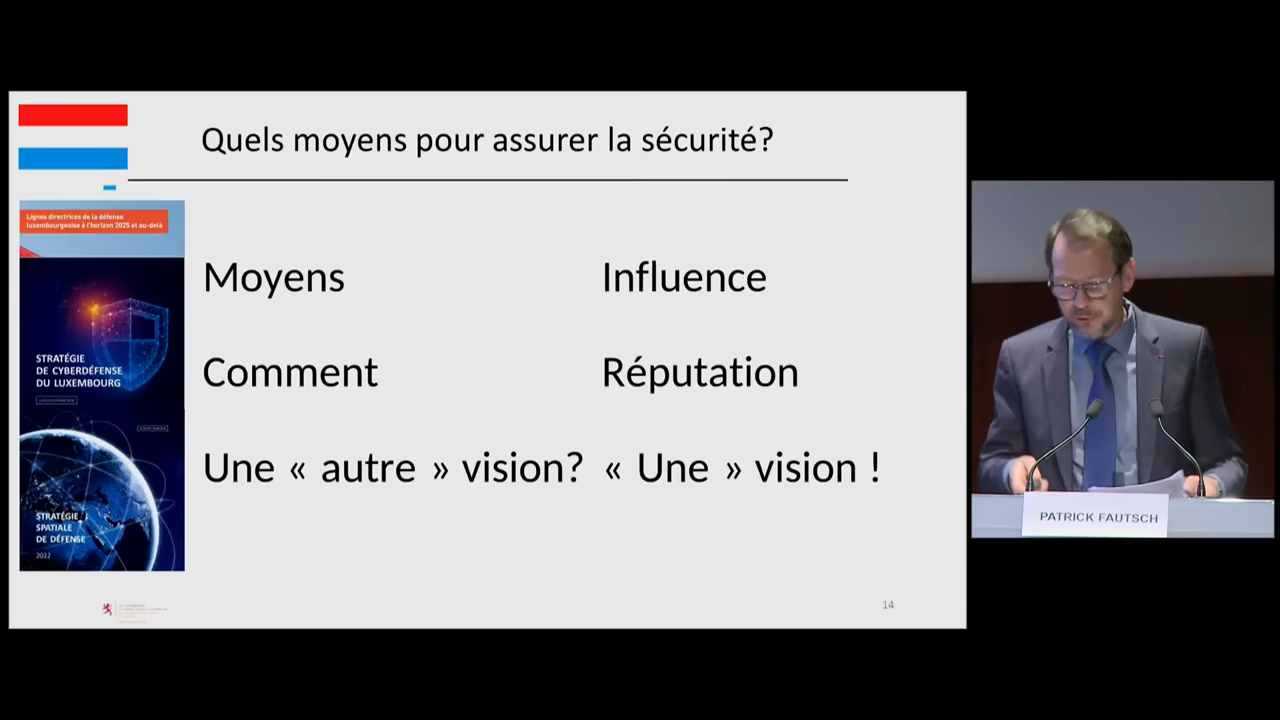 Quels moyens pour assurer la sécurité?
Lignes directrices de la défense
luxembourgeoise à l'horizon 2025 et au-delà
Moyens
Influence
STRATÉGIE
DE CYBERDÉFENSE
DU LUXEMBOURG
Comment
Réputation
Une « autre » vision?
« Une » vision !
STRATÉGIE
SPATIALE
DE DÉFENSE
2022
14
PATRICK FAUTSCH